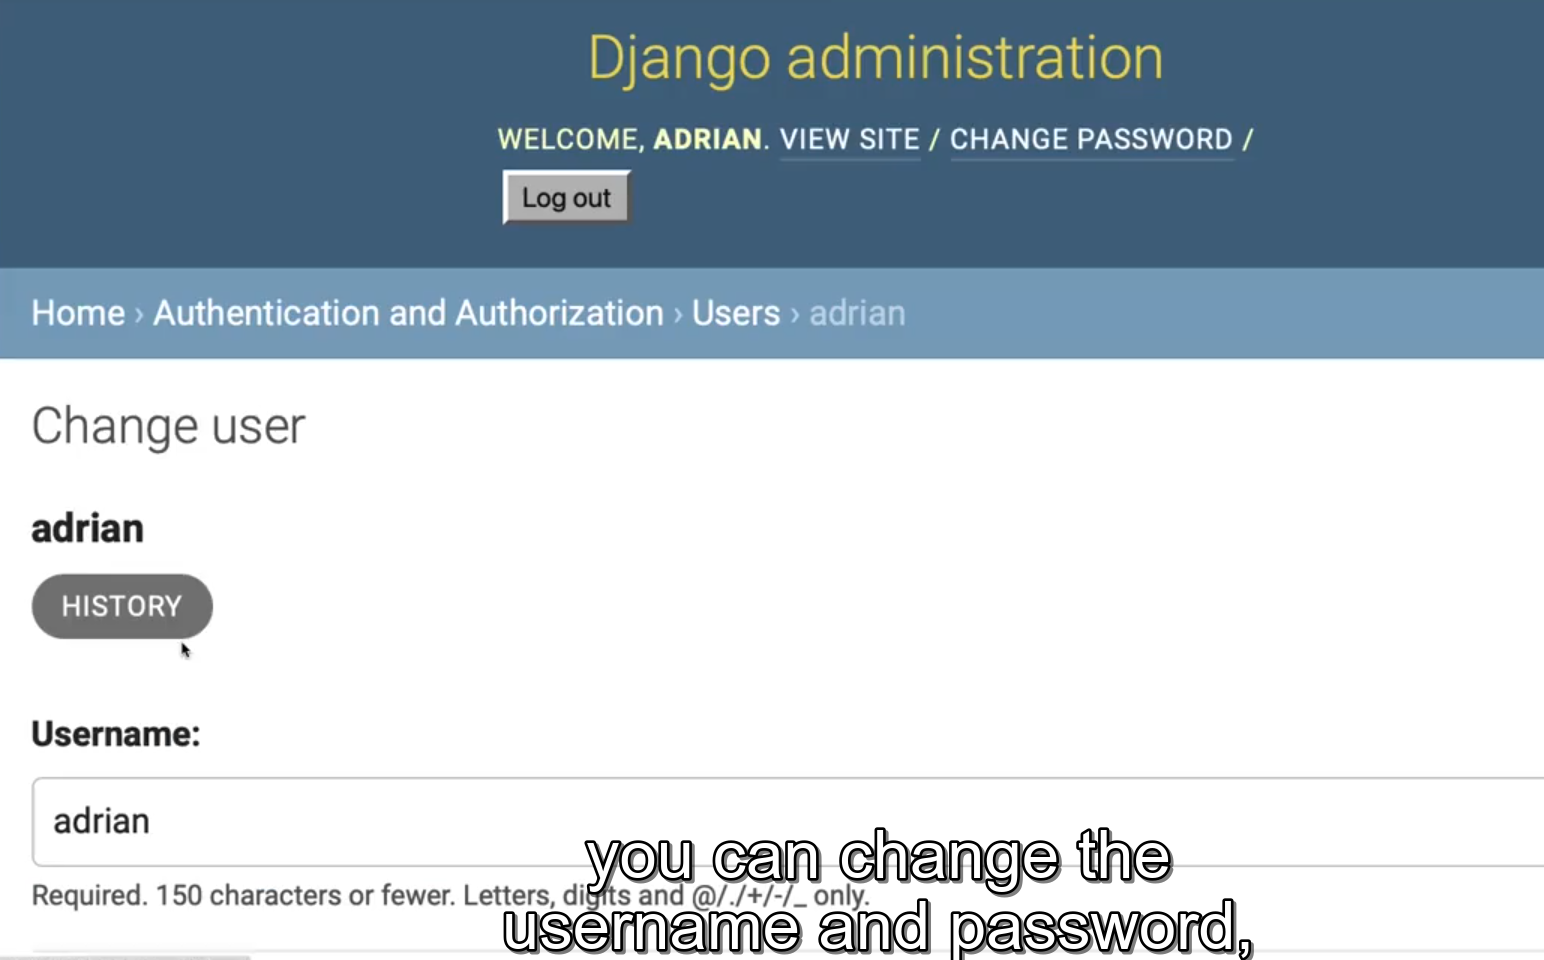 Django administration
WELCOME, ADRIAN. VIEW SITE / CHANGE PASSWORD /
Log out
Home › Authentication and Authorization › Users › adrian
Change user
adrian
HISTORY
Username:
adrian
Required. 150 characters or fewer. Letters, digits and @/./+/-/_ only.
you can change the
username and password,